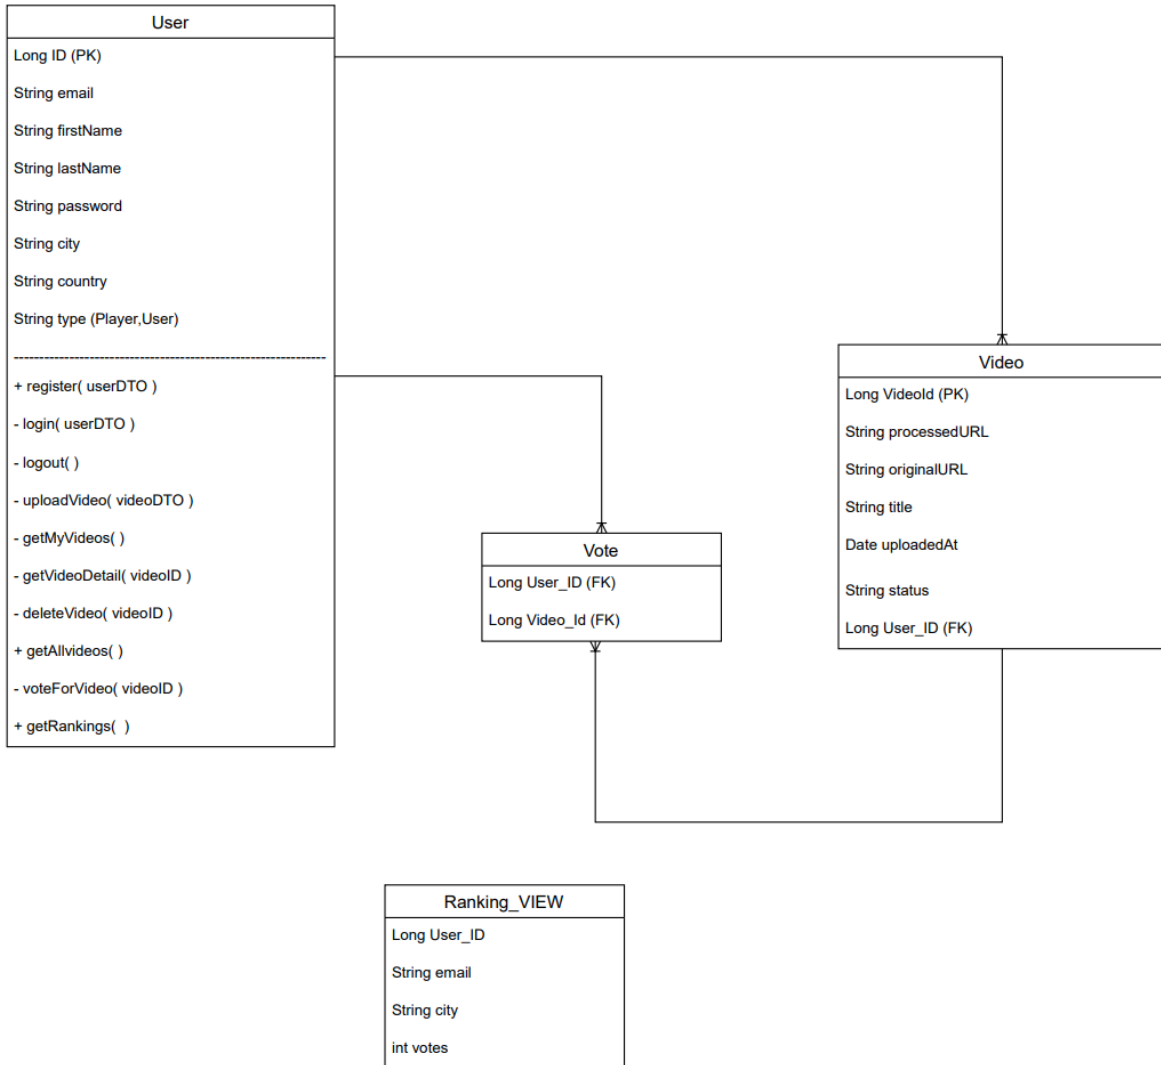 User
Long ID (PK)
String email
String firstName
String lastName
String password
String city
String country
String type (Player,User)
--------------------------------------------------------------
+ register( userDTO )
- login( userDTO )
- logout( )
- uploadVideo( videoDTO )
- getMyVideos( )
- getVideoDetail( videoID )
- deleteVideo( videoID )
+ getAllvideos( )
- voteForVideo( videoID )
+ getRankings(  )
Video
Long VideoId (PK)
String processedURL
String originalURL
String title
Date uploadedAt
String status
Long User_ID (FK)
Vote
Long User_ID (FK)
Long Video_Id (FK)
Ranking_VIEW
Long User_ID
String email
String city
int votes